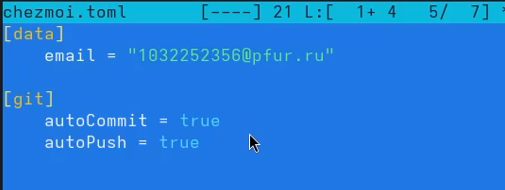 chezmoi.toml [----] 21 L:[ 1+ 4 5/ 7] *
[data]
email = "1032252356@pfur.ru"
[git]
autoCommit = true
autoPush = true